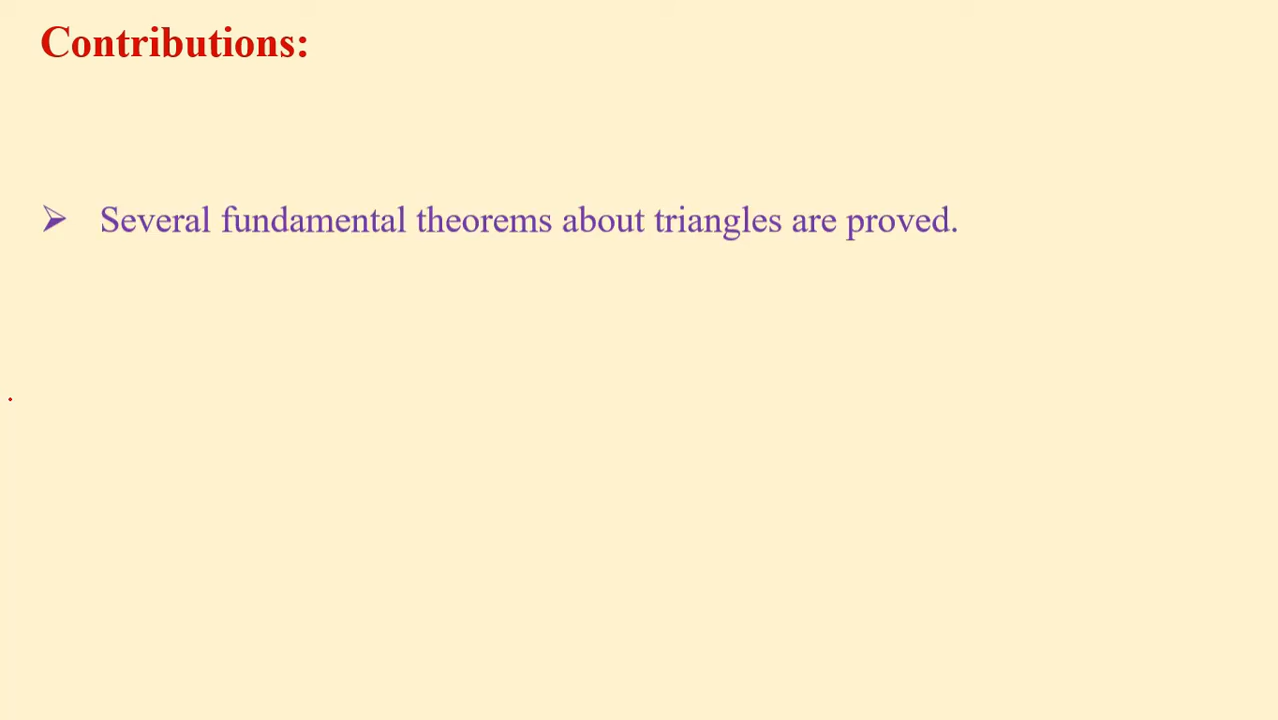 Contributions:
➢ Several fundamental theorems about triangles are proved.